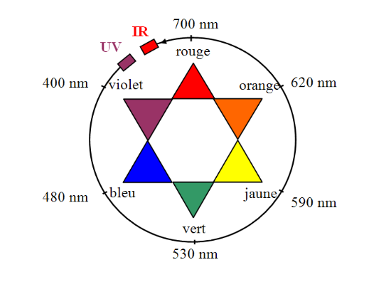 700 nm
IR
UV
rouge
400 nm
violet
orange
620 nm
480 nm
bleu
jaune
590 nm
vert
530 nm